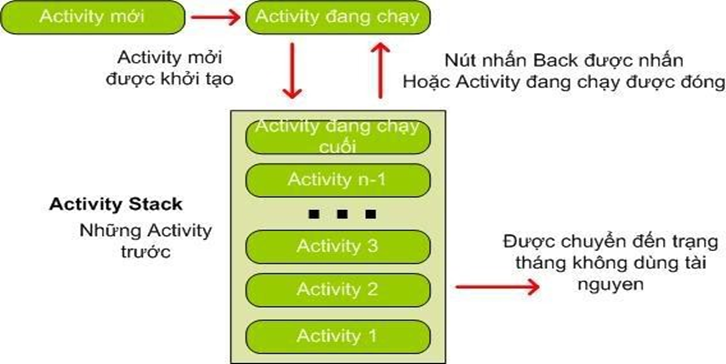 Activity mới
Activity đang chạy
Activity mởi
được khởi tạo
Nút nhấn Back được nhấn
Hoặc Activity đang chạy được đóng
Activity đang chạy
cuối
Activity n-1
Activity Stack
Những Activity
trước
Activity 3
Activity 2
Activity 1
Được chuyển đến trạng
tháng không dùng tài
nguyen